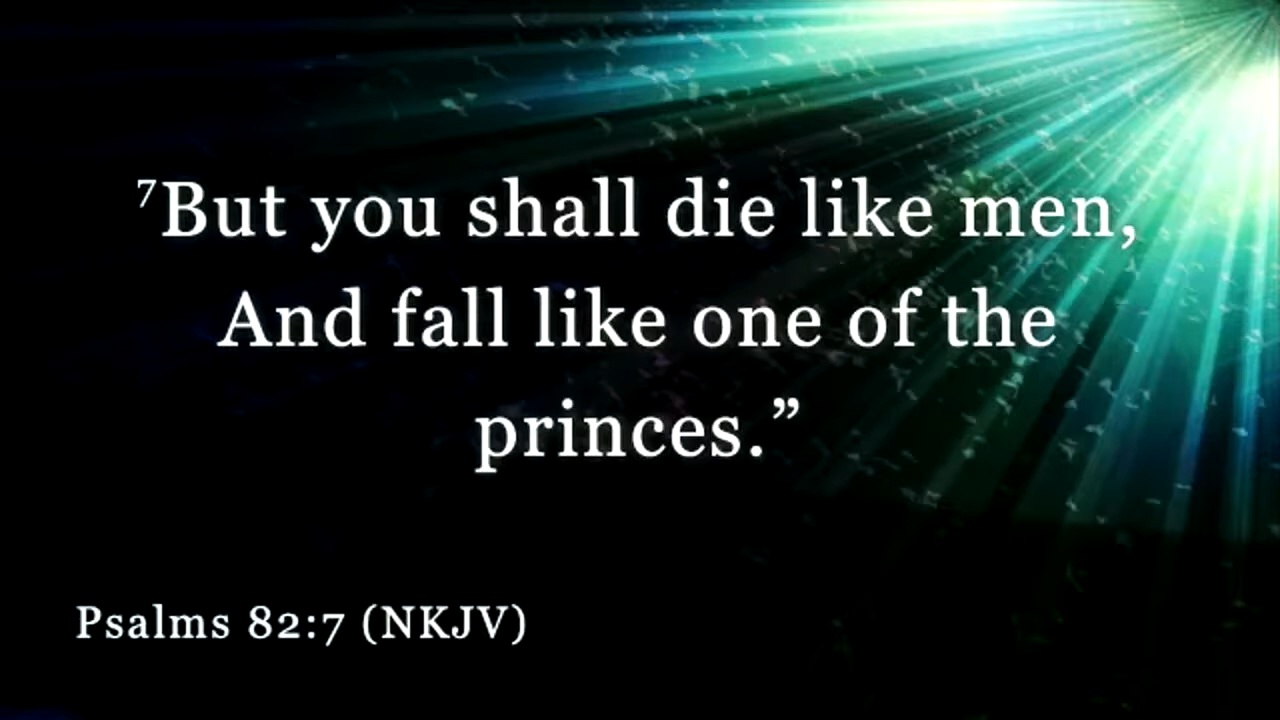 ⁷But you shall die like men,
And fall like one of the
princes.”
Psalms 82:7 (NKJV)